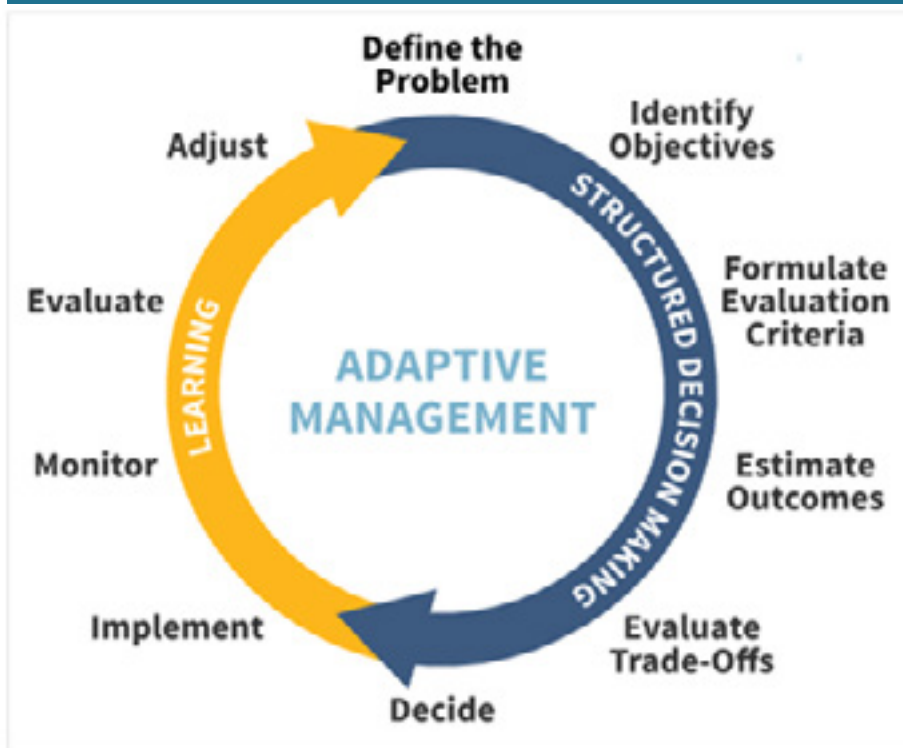 Define the
Problem
Identify
Objectives
Formulate
Evaluation
Criteria
Estimate
Outcomes
Evaluate
Trade-Offs
Decide
Implement
Monitor
Evaluate
Adjust
STRUCTURED DECISION MAKING
LEARNING
ADAPTIVE
MANAGEMENT